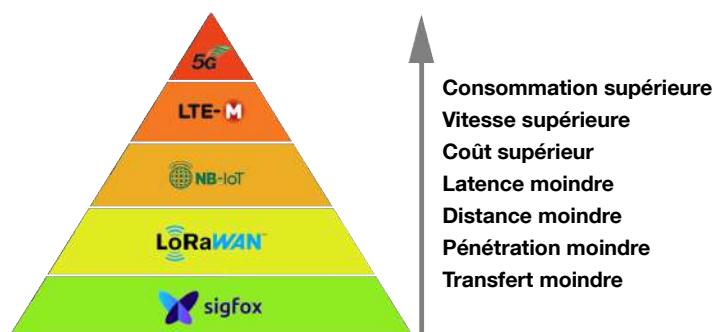 5G
LTE-M
NB-IoT
LoRaWAN™
sigfox
Consommation supérieure
Vitesse supérieure
Coût supérieur
Latence moindre
Distance moindre
Pénétration moindre
Transfert moindre